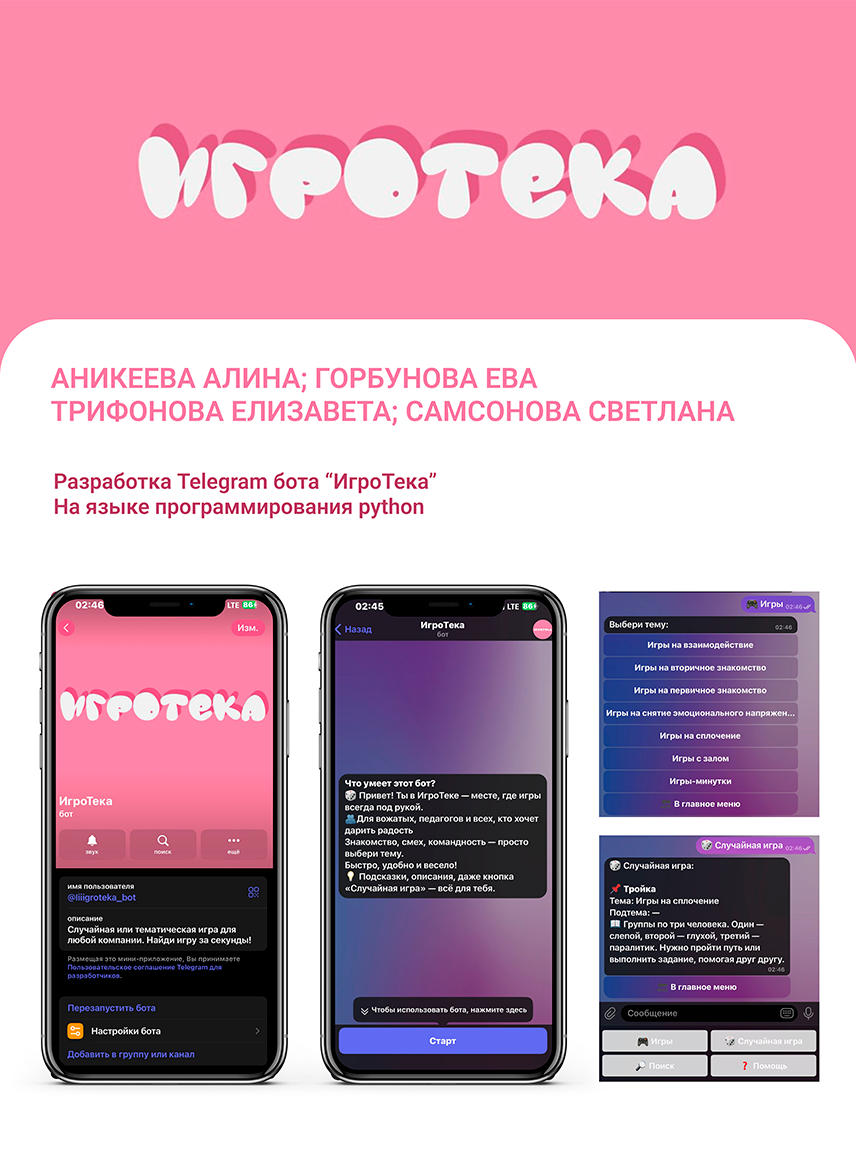 ИГРОТЕКА
АНИКЕЕВА АЛИНА; ГОРБУНОВА ЕВА
ТРИФОНОВА ЕЛИЗАВЕТА; САМСОНОВА СВЕТЛАНА
Разработка Telegram бота “ИгроТека”
На языке программирования python
02:46
LTE 86
Изм.
ИГРОТЕКА
ИгроТека
бот
звук
поиск
ещё
имя пользователя
@liiigroteka_bot
описание
Случайная или тематическая игра для
любой компании. Найди игру за секунды!
Размещая это мини-приложение, Вы принимаете
Пользовательское соглашение Telegram для
разработчиков.
Перезапустить бота
Настройки бота
Добавить в группу или канал
02:45
LTE 86
Назад
ИгроТека
бот
Что умеет этот бот?
🎲 Привет! Ты в ИгроТеке — месте, где игры
всегда под рукой.
👥Для вожатых, педагогов и всех, кто хочет
дарить радость
Знакомство, смех, командность — просто
выбери тему.
Быстро, удобно и весело!
💡 Подсказки, описания, даже кнопка
«Случайная игра» — всё для тебя.
Чтобы использовать бота, нажмите здесь
Старт
🎮 Игры 02:46
Выбери тему:
02:46
Игры на взаимодействие
Игры на вторичное знакомство
Игры на первичное знакомство
Игры на снятие эмоционального напряжен...
Игры на сплочение
Игры с залом
Игры-минутки
В главное меню
🎲 Случайная игра 02:46
🎲 Случайная игра:
📌 Тройка
Тема: Игры на сплочение
Подтема: —
📖 Группы по три человека. Один —
слепой, второй — глухой, третий —
паралитик. Нужно пройти путь или
выполнить задание, помогая друг другу.
02:46
В главное меню
Сообщение
🎮 Игры
🎲 Случайная игра
🔎 Поиск
❓ Помощь